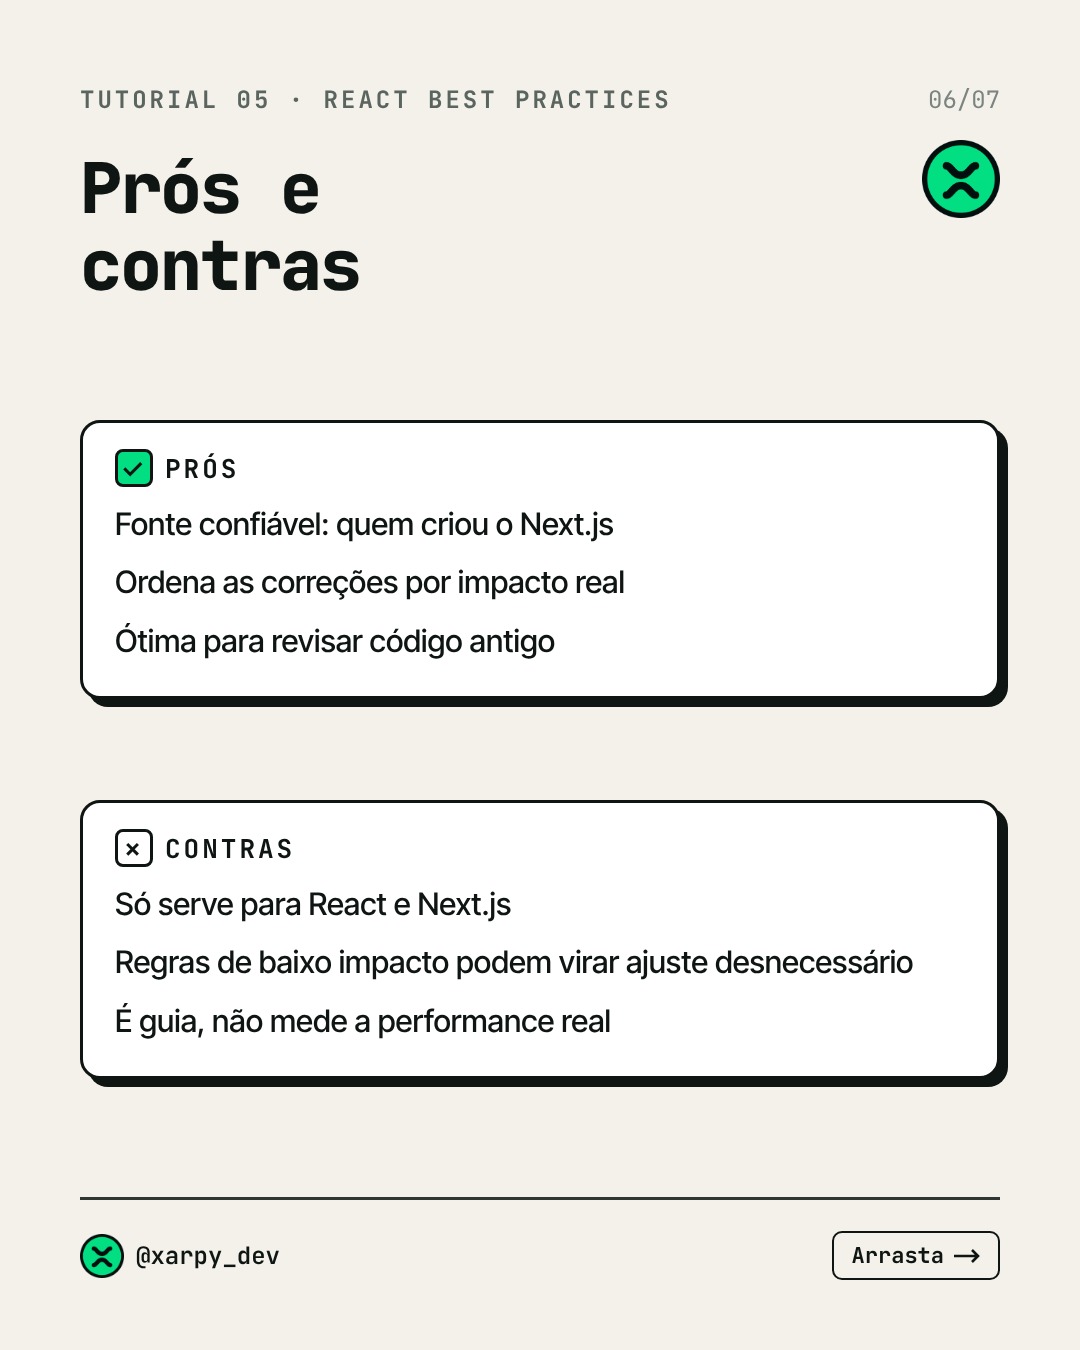 TUTORIAL 05 · REACT BEST PRACTICES
06/07
Prós e
contras
PRÓS
Fonte confiável: quem criou o Next.js
Ordena as correções por impacto real
Ótima para revisar código antigo
CONTRAS
Só serve para React e Next.js
Regras de baixo impacto podem virar ajuste desnecessário
É guia, não mede a performance real
@xarpy_dev
Arrasta →